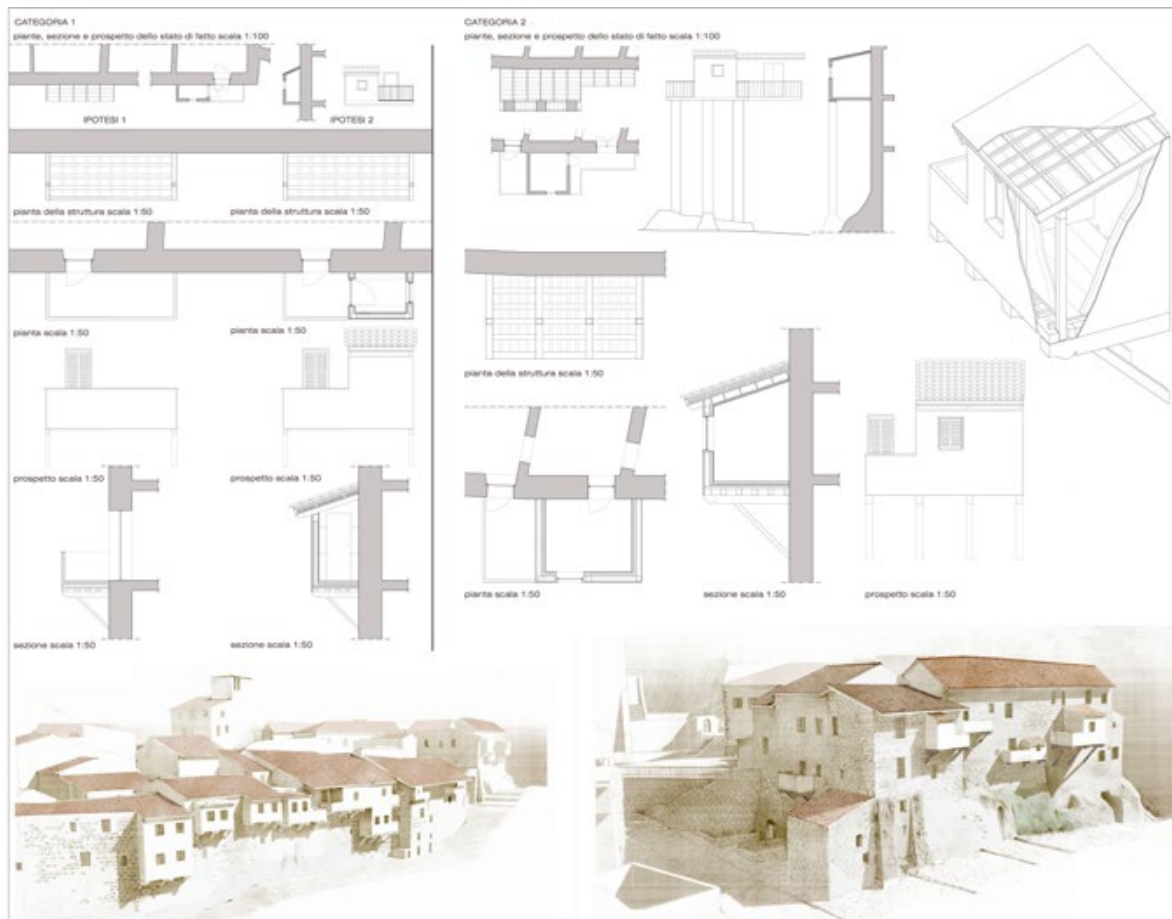 CATEGORIA 1
piante, sezione e prospetto dello stato di fatto scala 1:100
IPOTESI 1
IPOTESI 2
pianta della struttura scala 1:50
pianta della struttura scala 1:50
pianta scala 1:50
pianta scala 1:50
prospetto scala 1:50
prospetto scala 1:50
sezione scala 1:50
sezione scala 1:50
CATEGORIA 2
piante, sezione e prospetto dello stato di fatto scala 1:100
pianta della struttura scala 1:50
pianta scala 1:50
sezione scala 1:50
prospetto scala 1:50